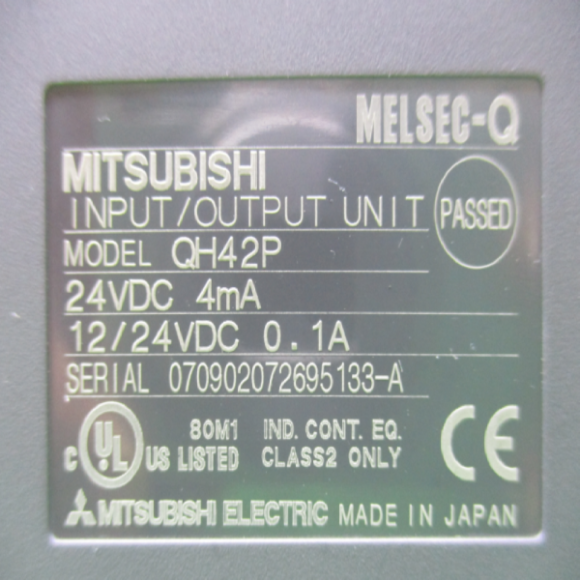 MELSEC-Q
MITSUBISHI
INPUT/OUTPUT UNIT
PASSED
MODEL QH42P
24VDC 4mA
12/24VDC 0.1A
SERIAL 070902072695133-A
C UL US LISTED
80M1 IND. CONT. EQ.
CLASS2 ONLY
CE
MITSUBISHI ELECTRIC MADE IN JAPAN